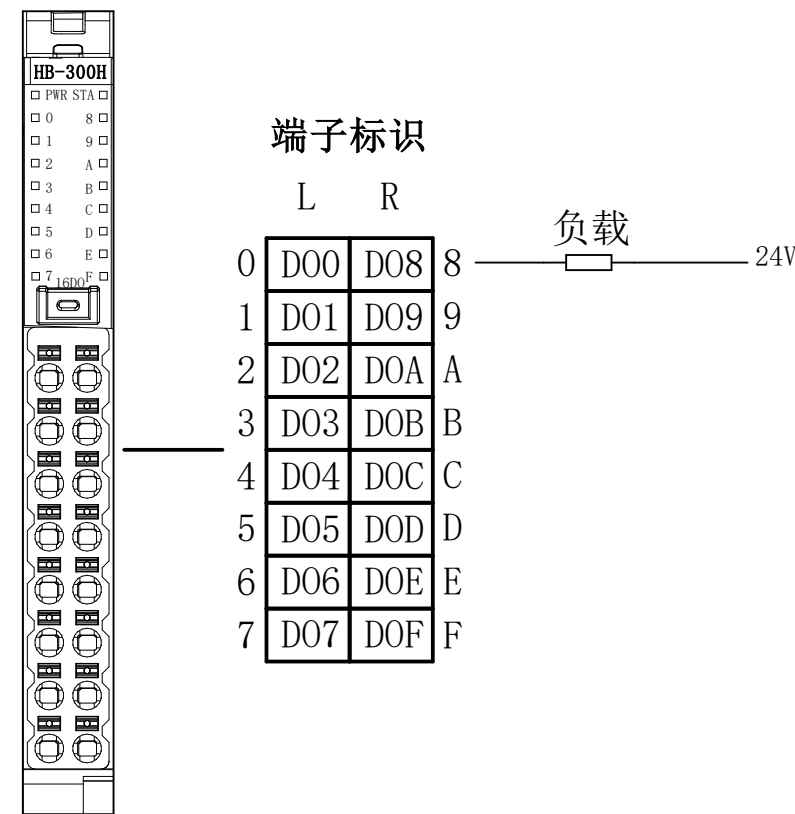 HB-300H
PWR STA
0 8
1 9
2 A
3 B
4 C
5 D
6 E
7 16DO F
端子标识
L R
负载
0 DO0 DO8 8 24V
1 DO1 DO9 9
2 DO2 DOA A
3 DO3 DOB B
4 DO4 DOC C
5 DO5 DOD D
6 DO6 DOE E
7 DO7 DOF F